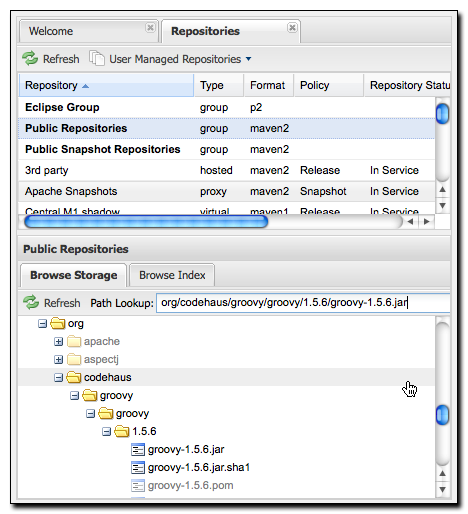 Welcome Repositories
Refresh User Managed Repositories
Repository Type Format Policy Repository Statu
Eclipse Group group p2
Public Repositories group maven2
Public Snapshot Repositories group maven2
3rd party hosted maven2 Release In Service
Apache Snapshots proxy maven2 Snapshot In Service
Central M1 shadow virtual maven1 Release In Service
Public Repositories
Browse Storage Browse Index
Refresh Path Lookup: org/codehaus/groovy/groovy/1.5.6/groovy-1.5.6.jar
org
apache
aspectj
codehaus
groovy
groovy
1.5.6
groovy-1.5.6.jar
groovy-1.5.6.jar.sha1
groovy-1.5.6.pom